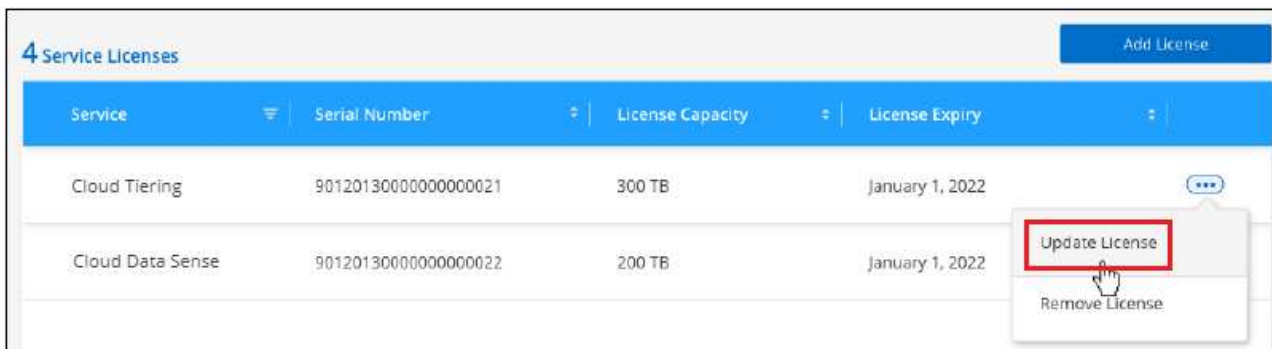 4 Service Licenses
Add License
Service Serial Number License Capacity License Expiry
Cloud Tiering 90120130000000000021 300 TB January 1, 2022
Update License
Cloud Data Sense 90120130000000000022 200 TB January 1, 2022
Remove License